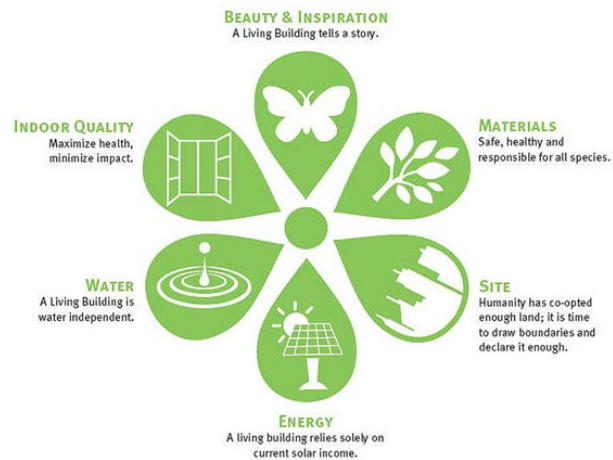 BEAUTY & INSPIRATION
A Living Building tells a story.
INDOOR QUALITY
Maximize health,
minimize impact.
MATERIALS
Safe, healthy and
responsible for all species.
WATER
A Living Building is
water independent.
SITE
Humanity has co-opted
enough land; it is time
to draw boundaries and
declare it enough.
ENERGY
A living building relies solely on
current solar income.